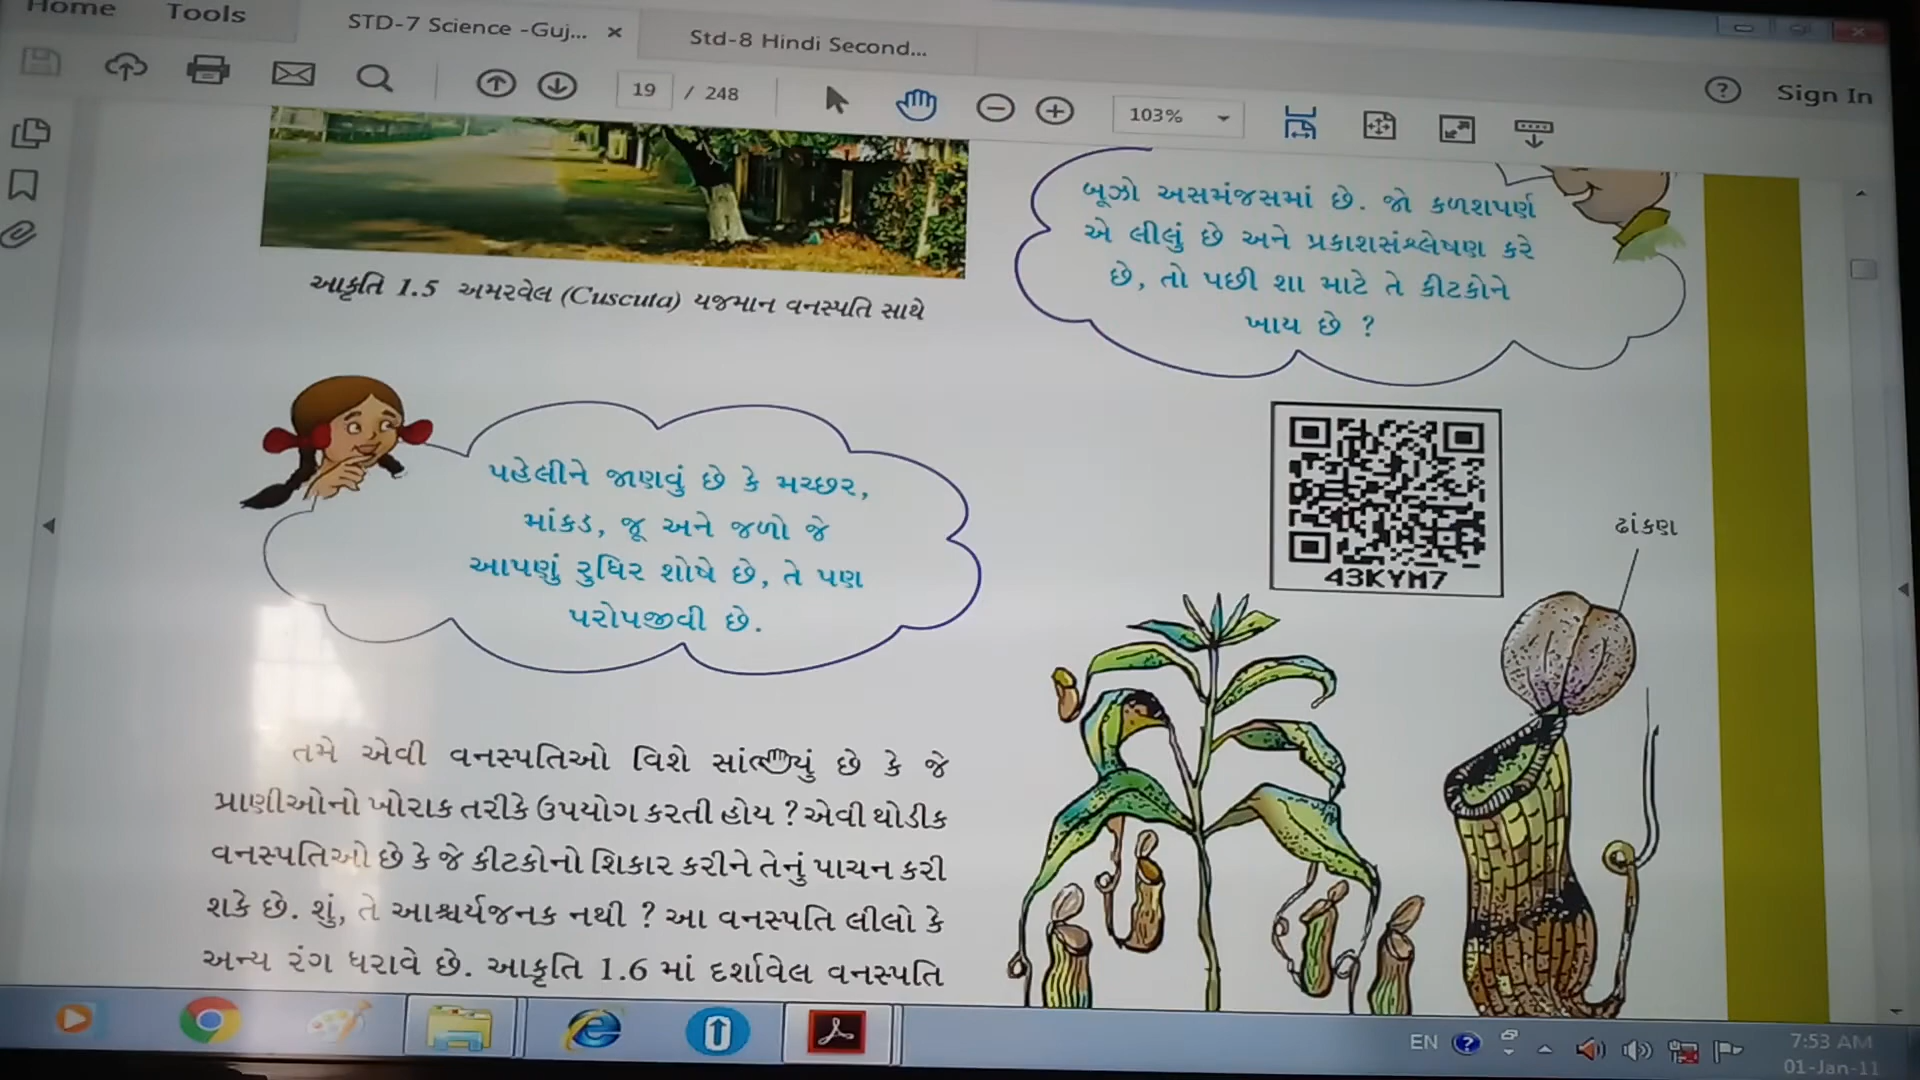 Home Tools STD-7 Science -Guj... × Std-8 Hindi Second...
19 / 248 103% Sign In
આકૃતિ 1.5 અમરવેલ (Cuscuta) યજમાન વનસ્પતિ સાથે
પહેલીને જાણવું છે કે મચ્છર,
માંકડ, જૂ અને જળો જે
આપણું રુધિર શોષે છે, તે પણ
પરોપજીવી છે.
તમે એવી વનસ્પતિઓ વિશે છે કે જે
પ્રાણીઓનો ખોરાક તરીકે ઉપયોગ કરતી હોય ? એવી થોડીક
વનસ્પતિઓ છે કે જે કીટકોનો શિકાર કરીને તેનું પાચન કરી
શકે છે. શું, તે આશ્ચર્યજનક નથી ? આ વનસ્પતિ લીલો કે
અન્ય રંગ ધરાવે છે. આકૃતિ 1.6 માં દર્શાવેલ વનસ્પતિ
બૂઝો અસમંજસમાં છે. જો કળશપર્ણ
એ લીલું છે અને પ્રકાશસંશ્લેષણ કરે
છે, તો પછી શા માટે તે કીટકોને
ખાય છે ?
43KYM7
ઢાંકણ
EN
7:53 AM
01-Jan-11